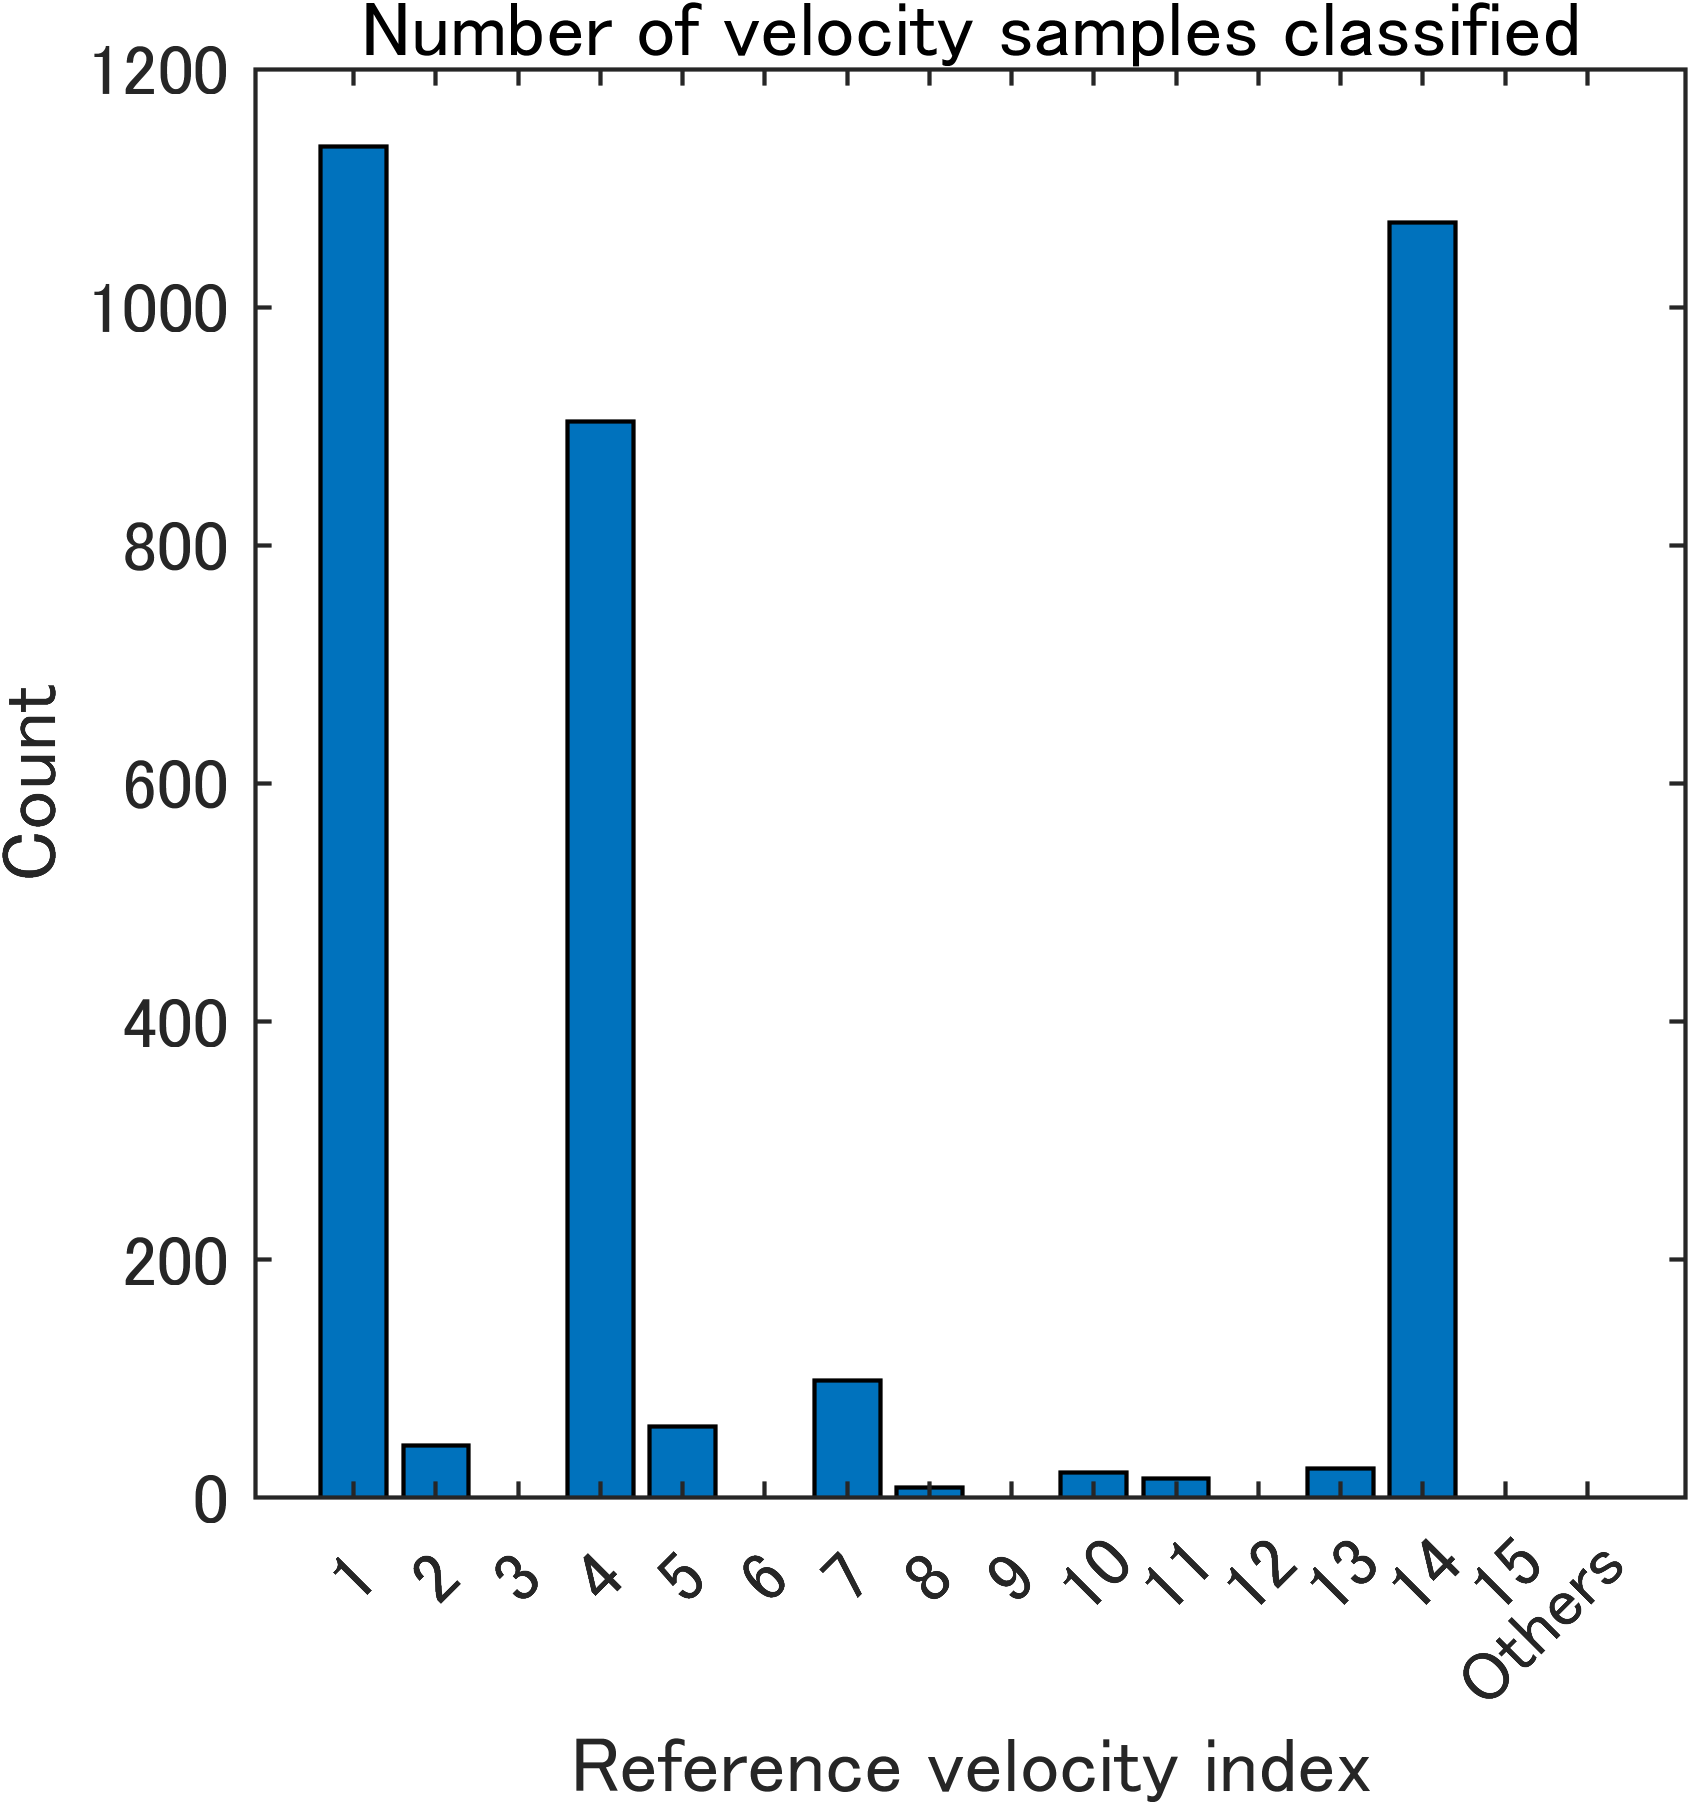 Number of velocity samples classified
1200
1000
800
600
400
200
0
Count
1 2 3 4 5 6 7 8 9 10 11 12 13 14 15 Others
Reference velocity index